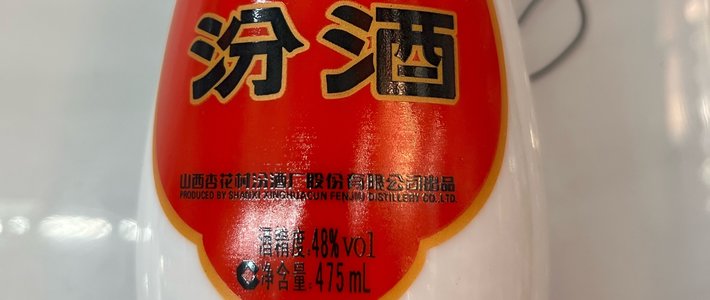 汾酒
山西杏花村汾酒厂股份有限公司出品
PRODUCED BY SHANXI XINGHUACUN FENJIU DISTILLERY CO.,LTD.
酒精度:48%vol
C净含量:475mL